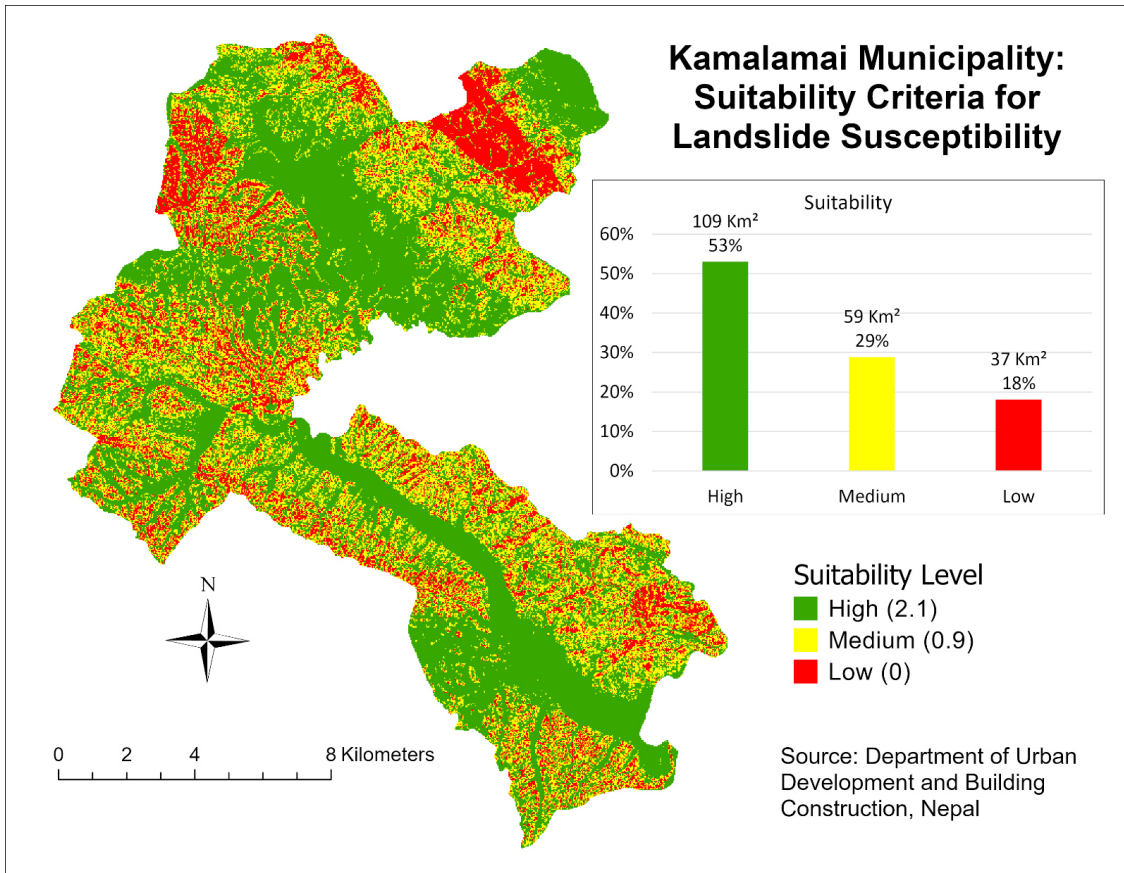 Kamalamai Municipality:
Suitability Criteria for
Landslide Susceptibility
Suitability
109 Km²
53%
59 Km²
29%
37 Km²
18%
60%
50%
40%
30%
20%
10%
0%
High Medium Low
Suitability Level
High (2.1)
Medium (0.9)
Low (0)
N
0 2 4 8 Kilometers
Source: Department of Urban
Development and Building
Construction, Nepal